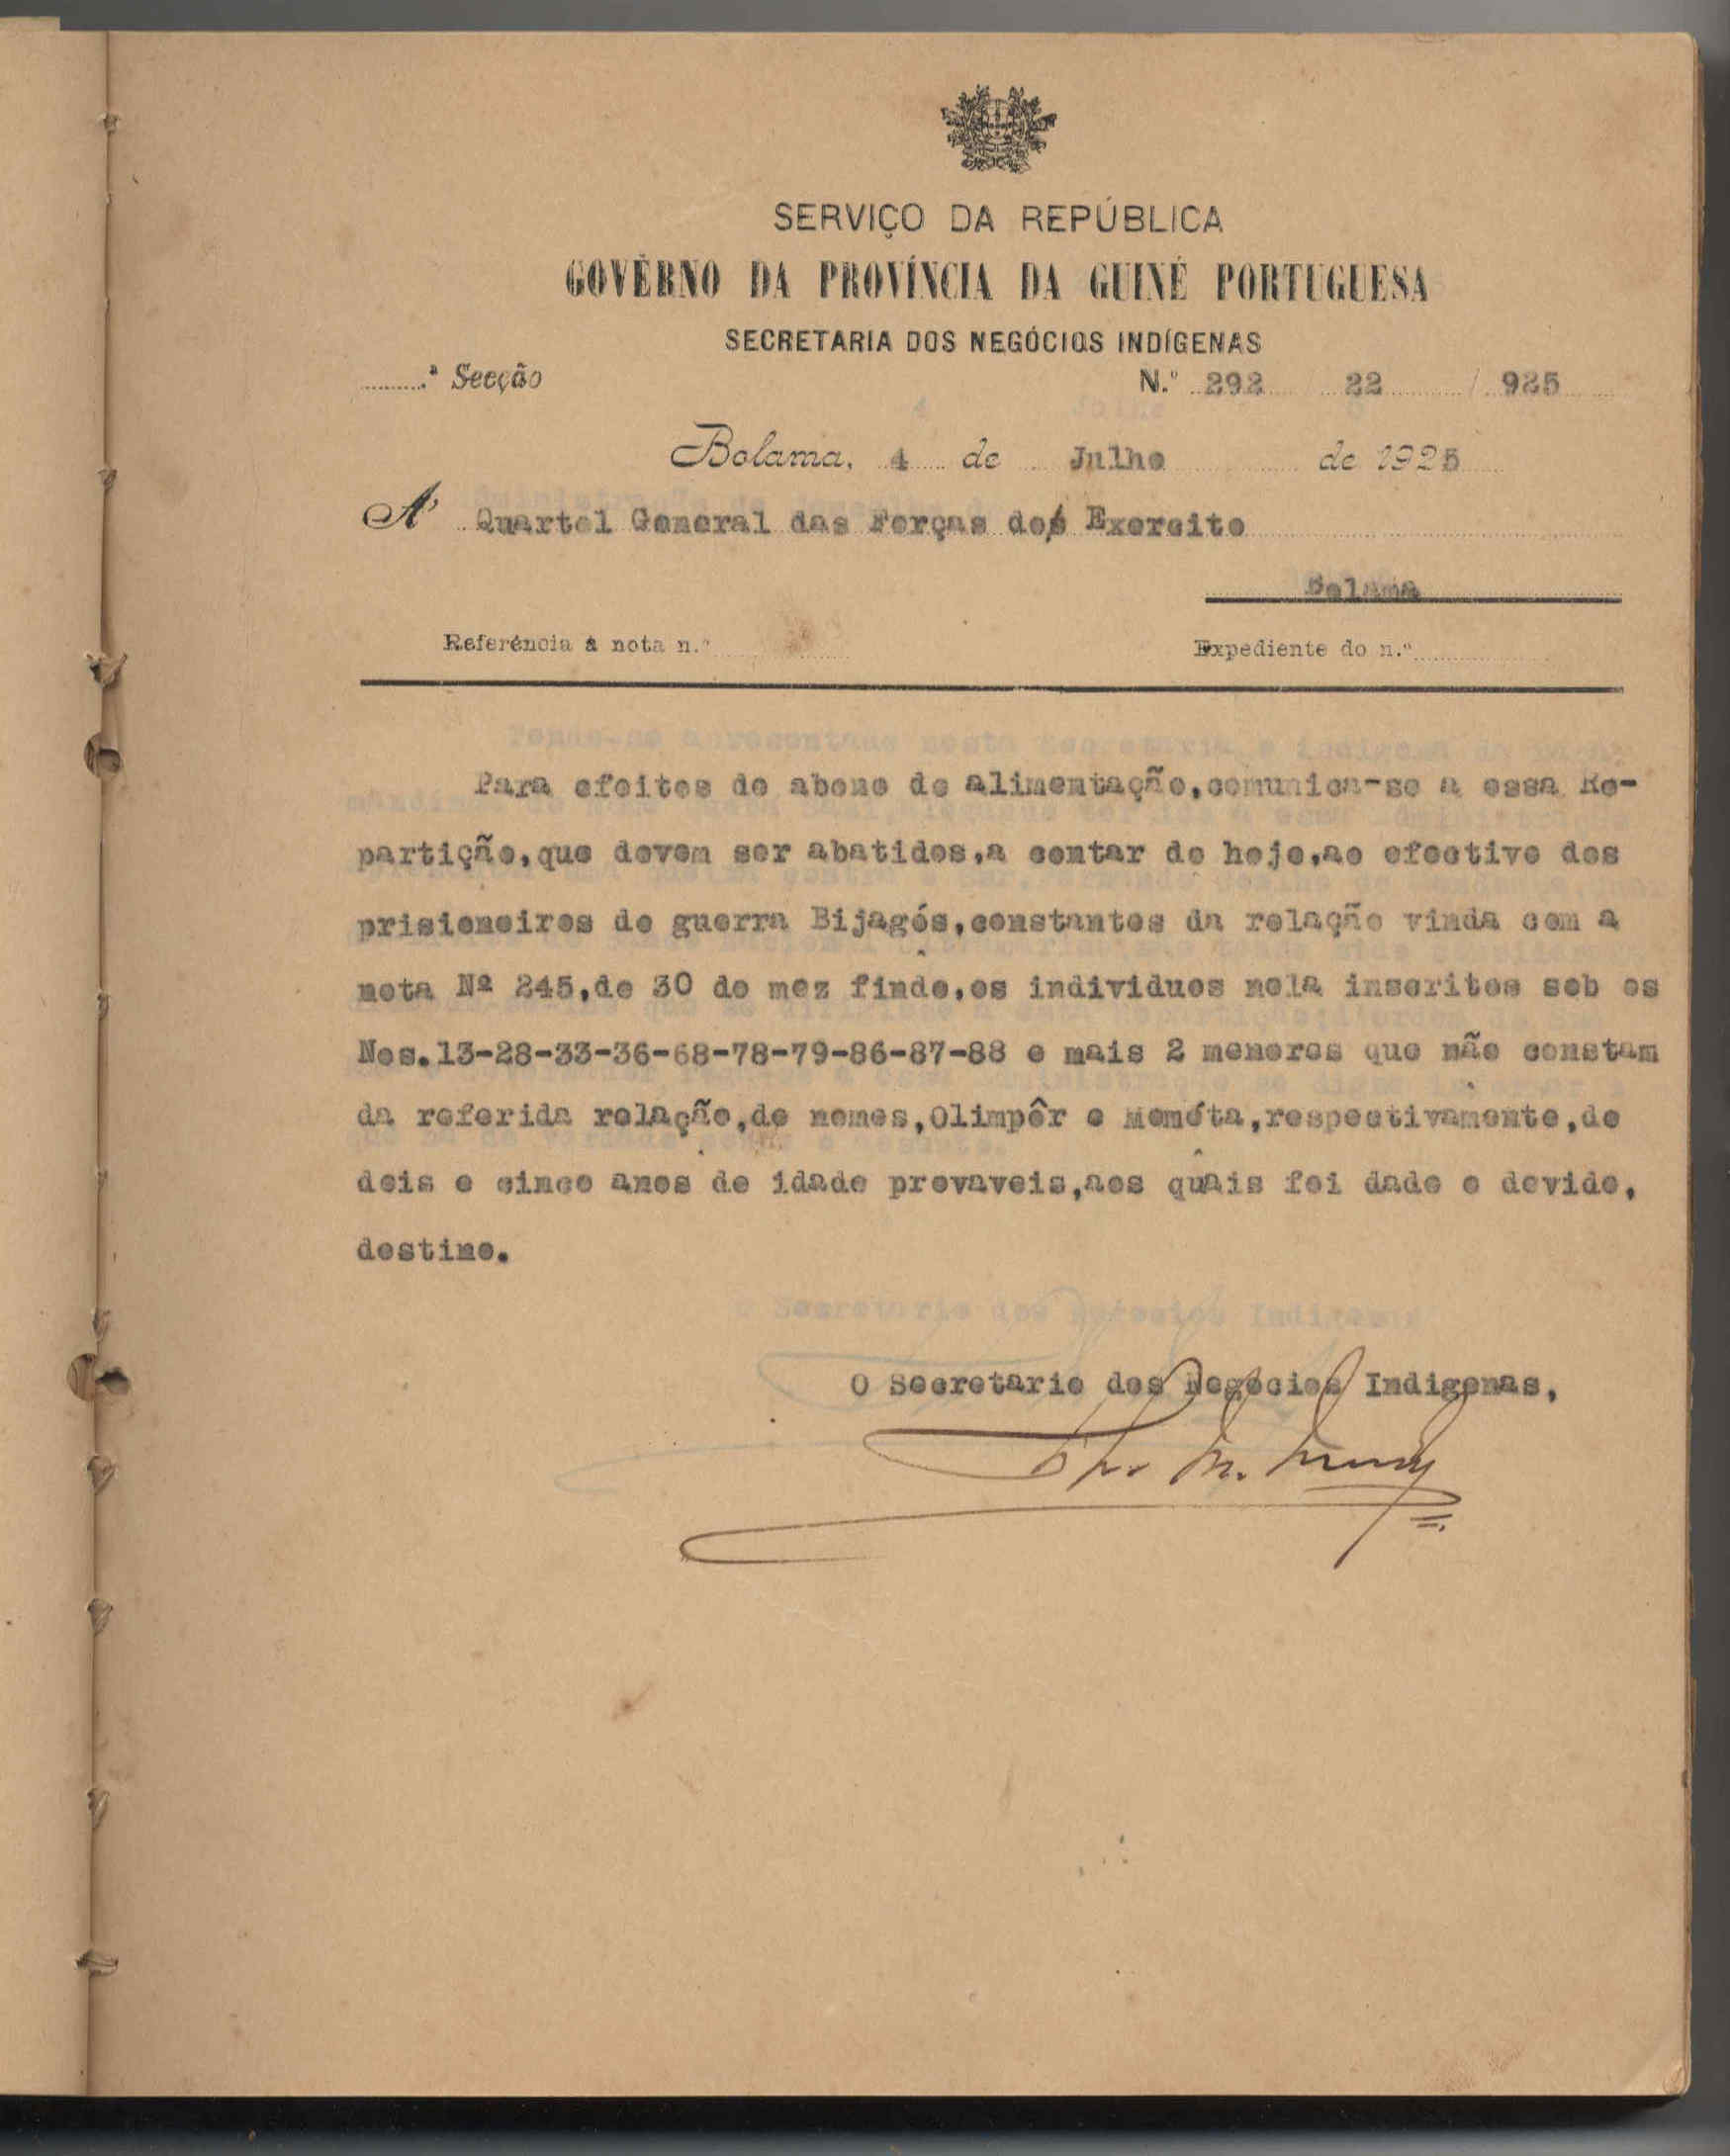 SERVIÇO DA REPÚBLICA
GOVÊRNO DA PROVÍNCIA DA GUINÉ PORTUGUESA
SECRETARIA DOS NEGÓCIOS INDÍGENAS
.ª Secção N.º 292 / 22 / 925
Bolama, 4 de Julho de 1925
A' Quartel General das Forças do Exercito
Bolama
Referência à nota n.º Expediente do n.º
Para efeitos do abono de alimentação,comunica-se a essa Re-
partição,que devem ser abatidos,a contar de hoje,ao efectivo dos
prisioneiros de guerra Bijagós,constantes da relação vinda com a
nota Nº 245,de 30 do mez findo,os individuos nela inscritos sob os
Nos.13-28-33-36-68-78-79-86-87-88 e mais 2 menores que não constam
da referida relação,de nomes,Olimpôr e Memóta,respectivamente,de
dois e cinco anos de idade provaveis,aos quais foi dado o devido,
destino.
O Secretario dos Negocios Indigenas,